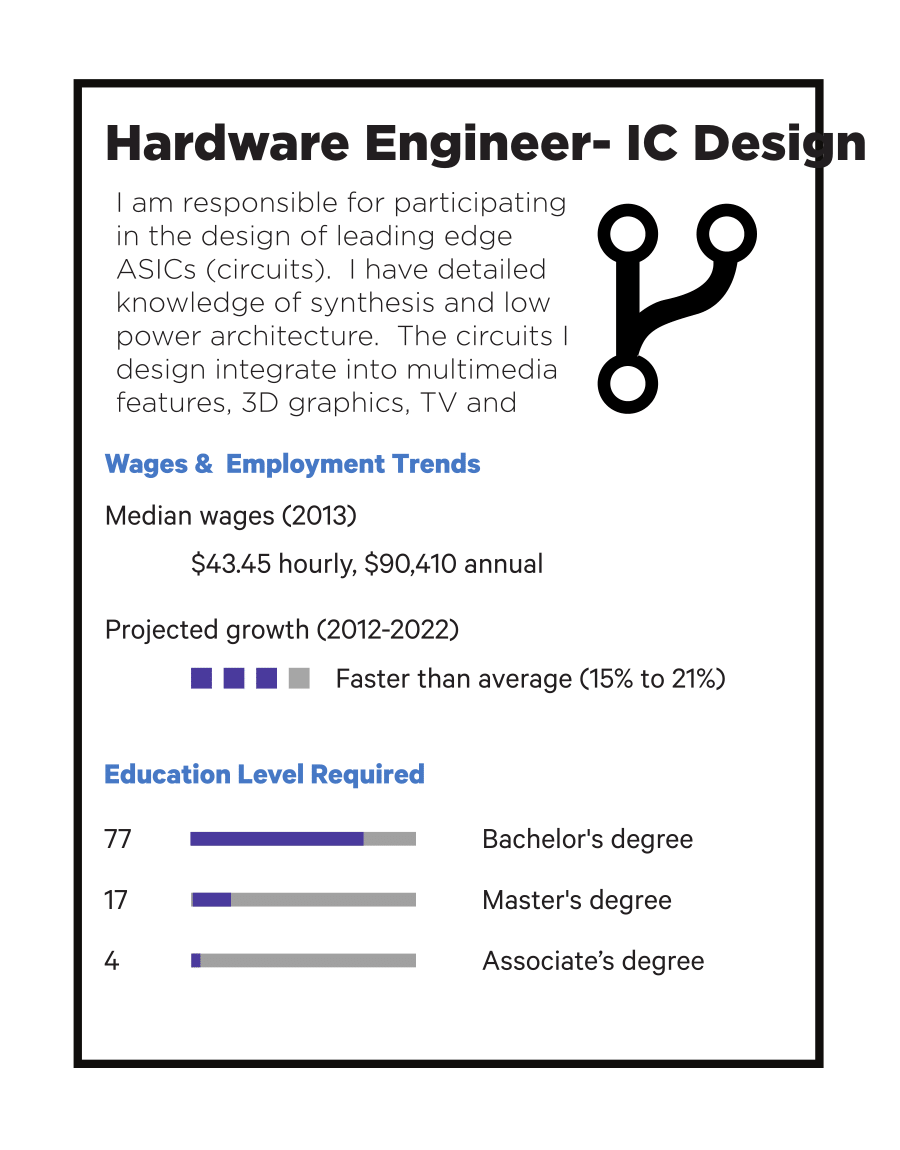 Hardware Engineer- IC Design
I am responsible for participating
in the design of leading edge
ASICs (circuits).  I have detailed
knowledge of synthesis and low
power architecture.  The circuits I
design integrate into multimedia
features, 3D graphics, TV and
Wages &  Employment Trends
Median wages (2013)
$43.45 hourly, $90,410 annual
Projected growth (2012-2022)
Faster than average (15% to 21%)
Education Level Required
77 Bachelor's degree
17 Master's degree
4 Associate’s degree